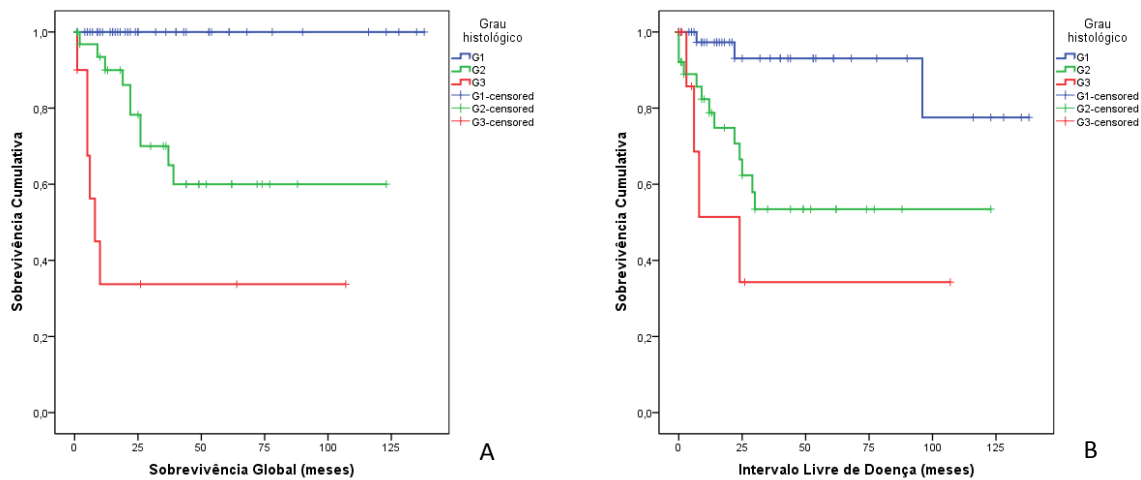 Sobrevivência Cumulativa
1,0
0,8
0,6
0,4
0,2
0,0
0
25
50
75
100
125
Sobrevivência Global (meses)
Grau
histológico
G1
G2
G3
G1-censored
G2-censored
G3-censored
A
Sobrevivência Cumulativa
1,0
0,8
0,6
0,4
0,2
0,0
0
25
50
75
100
125
Intervalo Livre de Doença (meses)
Grau
histológico
G1
G2
G3
G1-censored
G2-censored
G3-censored
B